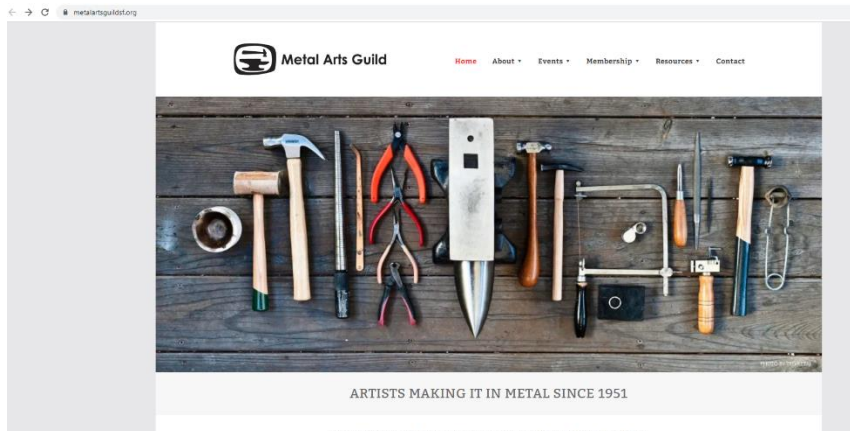 metalartsguildsf.org
Metal Arts Guild
Home About Events Membership Resources Contact
ARTISTS MAKING IT IN METAL SINCE 1951